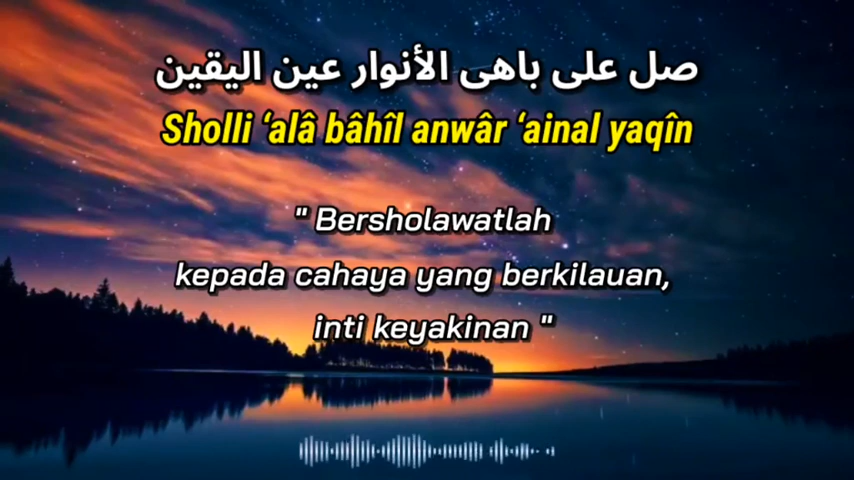 صل على باهى الأنوار عين اليقين
Sholli ‘alâ bâhîl anwâr ‘ainal yaqîn
" Bersholawatlah
kepada cahaya yang berkilauan,
inti keyakinan "